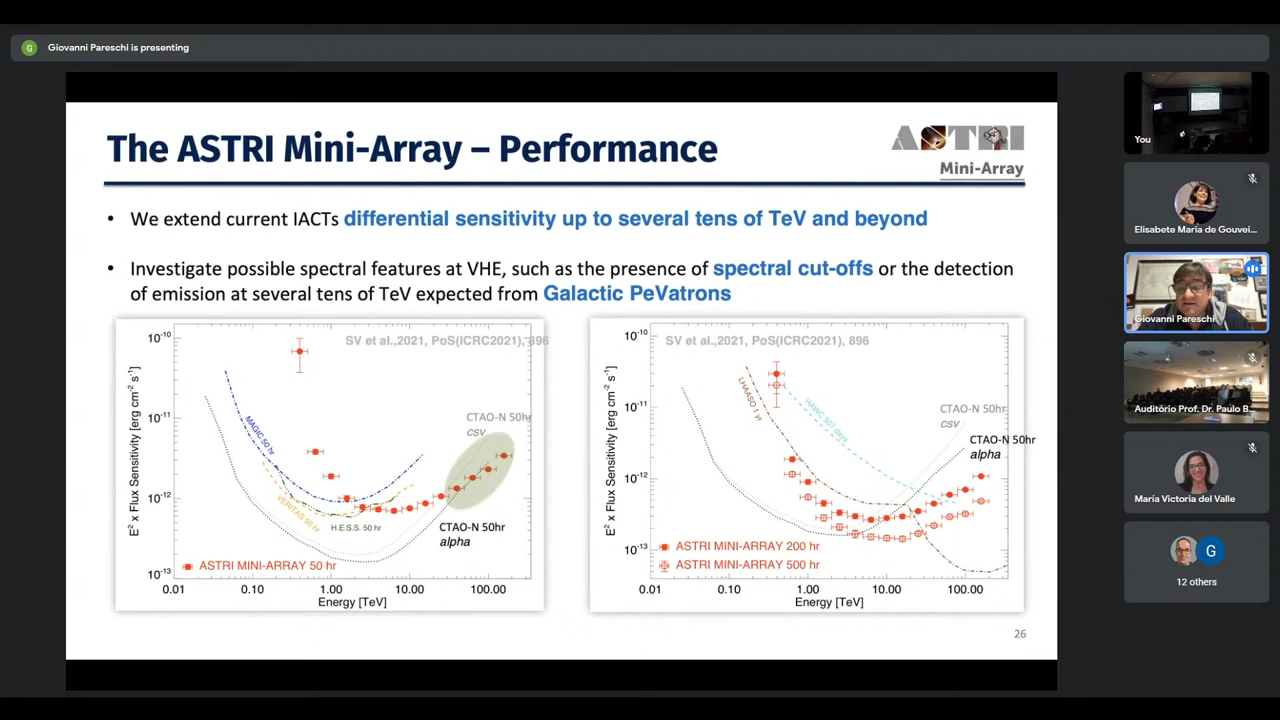 G
Giovanni Pareschi is presenting
The ASTRI Mini-Array – Performance
ASTRI
Mini-Array
• We extend current IACTs differential sensitivity up to several tens of TeV and beyond
• Investigate possible spectral features at VHE, such as the presence of spectral cut-offs or the detection
of emission at several tens of TeV expected from Galactic PeVatrons
10⁻¹⁰
10⁻¹¹
10⁻¹²
10⁻¹³
E² x Flux Sensitivity [erg cm⁻² s⁻¹]
SV et al.,2021, PoS(ICRC2021), 896
CTAO-N 50hr
csv
MAGIC 50 hr
VERITAS 50 hr
H.E.S.S. 50 hr
CTAO-N 50hr
alpha
ASTRI MINI-ARRAY 50 hr
0.01 0.10 1.00 10.00 100.00
Energy [TeV]
10⁻¹⁰
10⁻¹¹
10⁻¹²
10⁻¹³
E² x Flux Sensitivity [erg cm⁻² s⁻¹]
SV et al.,2021, PoS(ICRC2021), 896
LHAASO 1 yr
HAWC 507 days
CTAO-N 50hr
csv
CTAO-N 50hr
alpha
ASTRI MINI-ARRAY 200 hr
ASTRI MINI-ARRAY 500 hr
0.01 0.10 1.00 10.00 100.00
Energy [TeV]
26
You
Elisabete Maria de Gouvei...
Giovanni Pareschi
Auditório Prof. Dr. Paulo B...
María Victoria del Valle
G
12 others